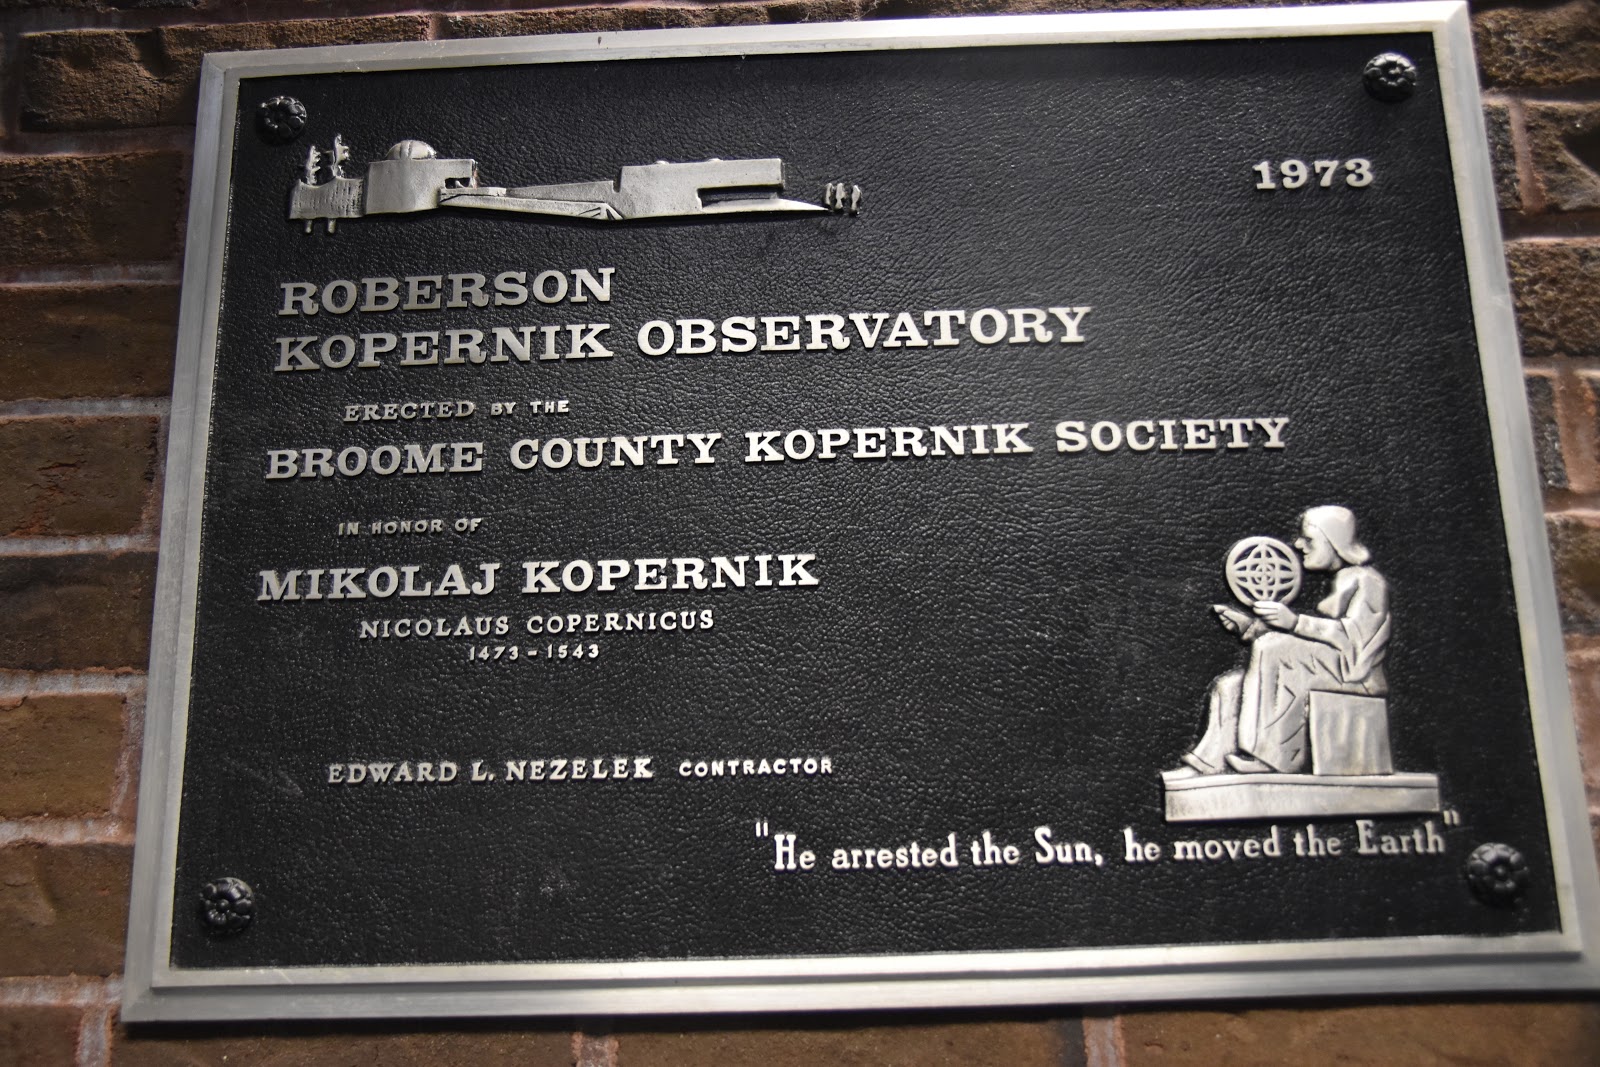 1973
ROBERSON
KOPERNIK OBSERVATORY
ERECTED BY THE
BROOME COUNTY KOPERNIK SOCIETY
IN HONOR OF
MIKOLAJ KOPERNIK
NICOLAUS COPERNICUS
1473-1543
EDWARD L. NEZELEK CONTRACTOR
"He arrested the Sun, he moved the Earth"